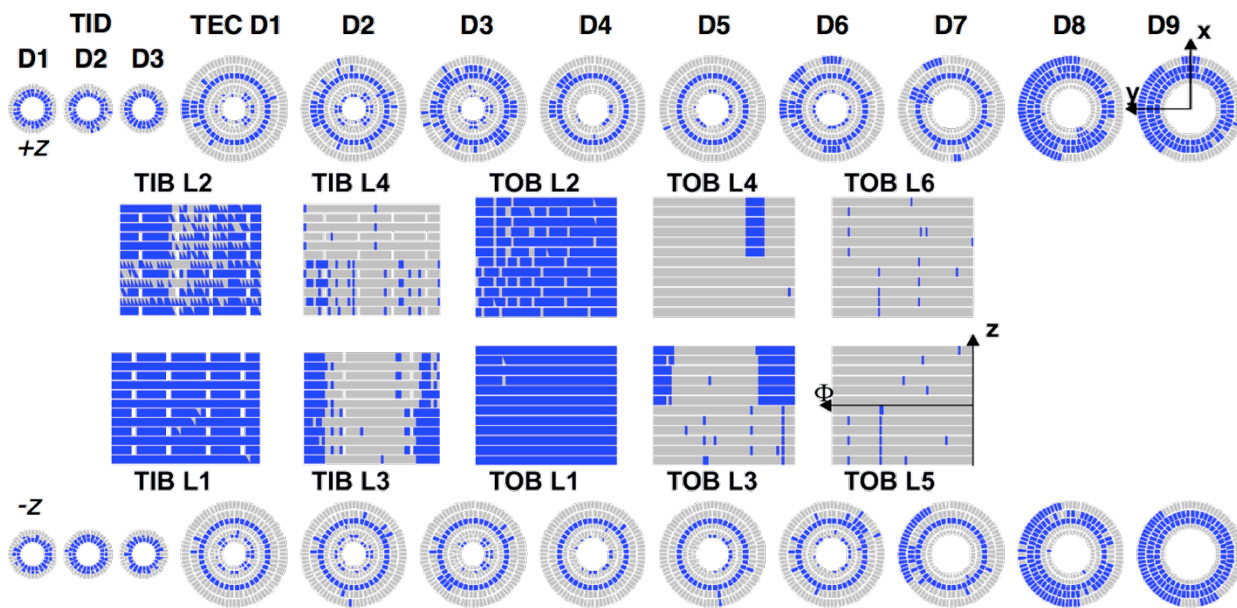 TID
TEC D1 D2 D3 D4 D5 D6 D7 D8 D9
x
D1 D2 D3
y
+z
TIB L2 TIB L4 TOB L2 TOB L4 TOB L6
z
Φ
TIB L1 TIB L3 TOB L1 TOB L3 TOB L5
-z